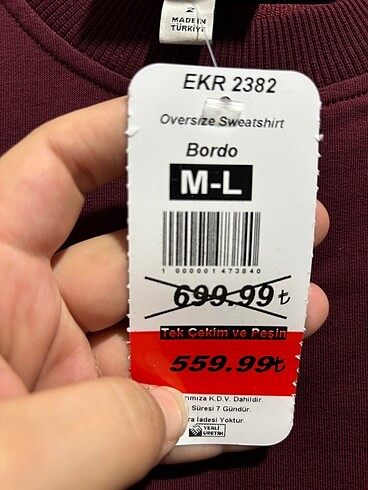 2
MADE IN
TÜRKİYE
EKR 2382
Oversize Sweatshirt
Bordo
M-L
1 000001 473840
699.99 ₺
Tek Çekim ve Peşin
559.99₺
K.D.V. Dahildir.
Süresi 7 Gündür.
İadesi Yoktur.
YERLİ
ÜRETİM